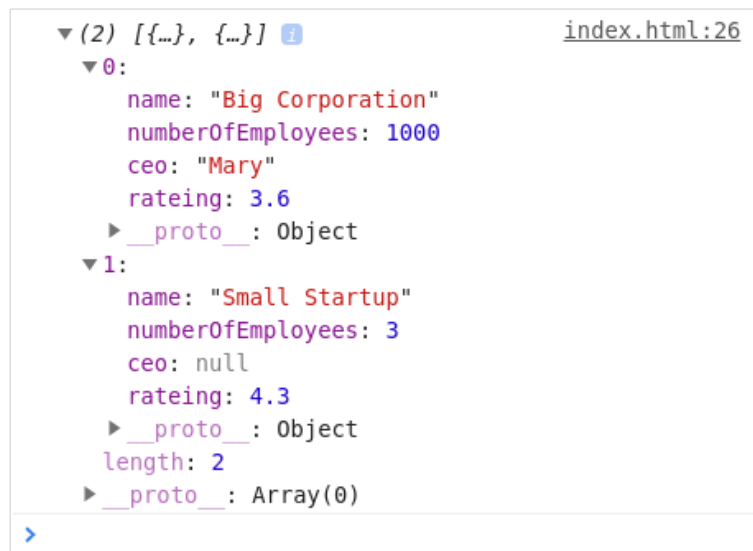 ▼(2) [{…}, {…}] i index.html:26
▼0:
name: "Big Corporation"
numberOfEmployees: 1000
ceo: "Mary"
rateing: 3.6
▶__proto__: Object
▼1:
name: "Small Startup"
numberOfEmployees: 3
ceo: null
rateing: 4.3
▶__proto__: Object
length: 2
▶__proto__: Array(0)
>